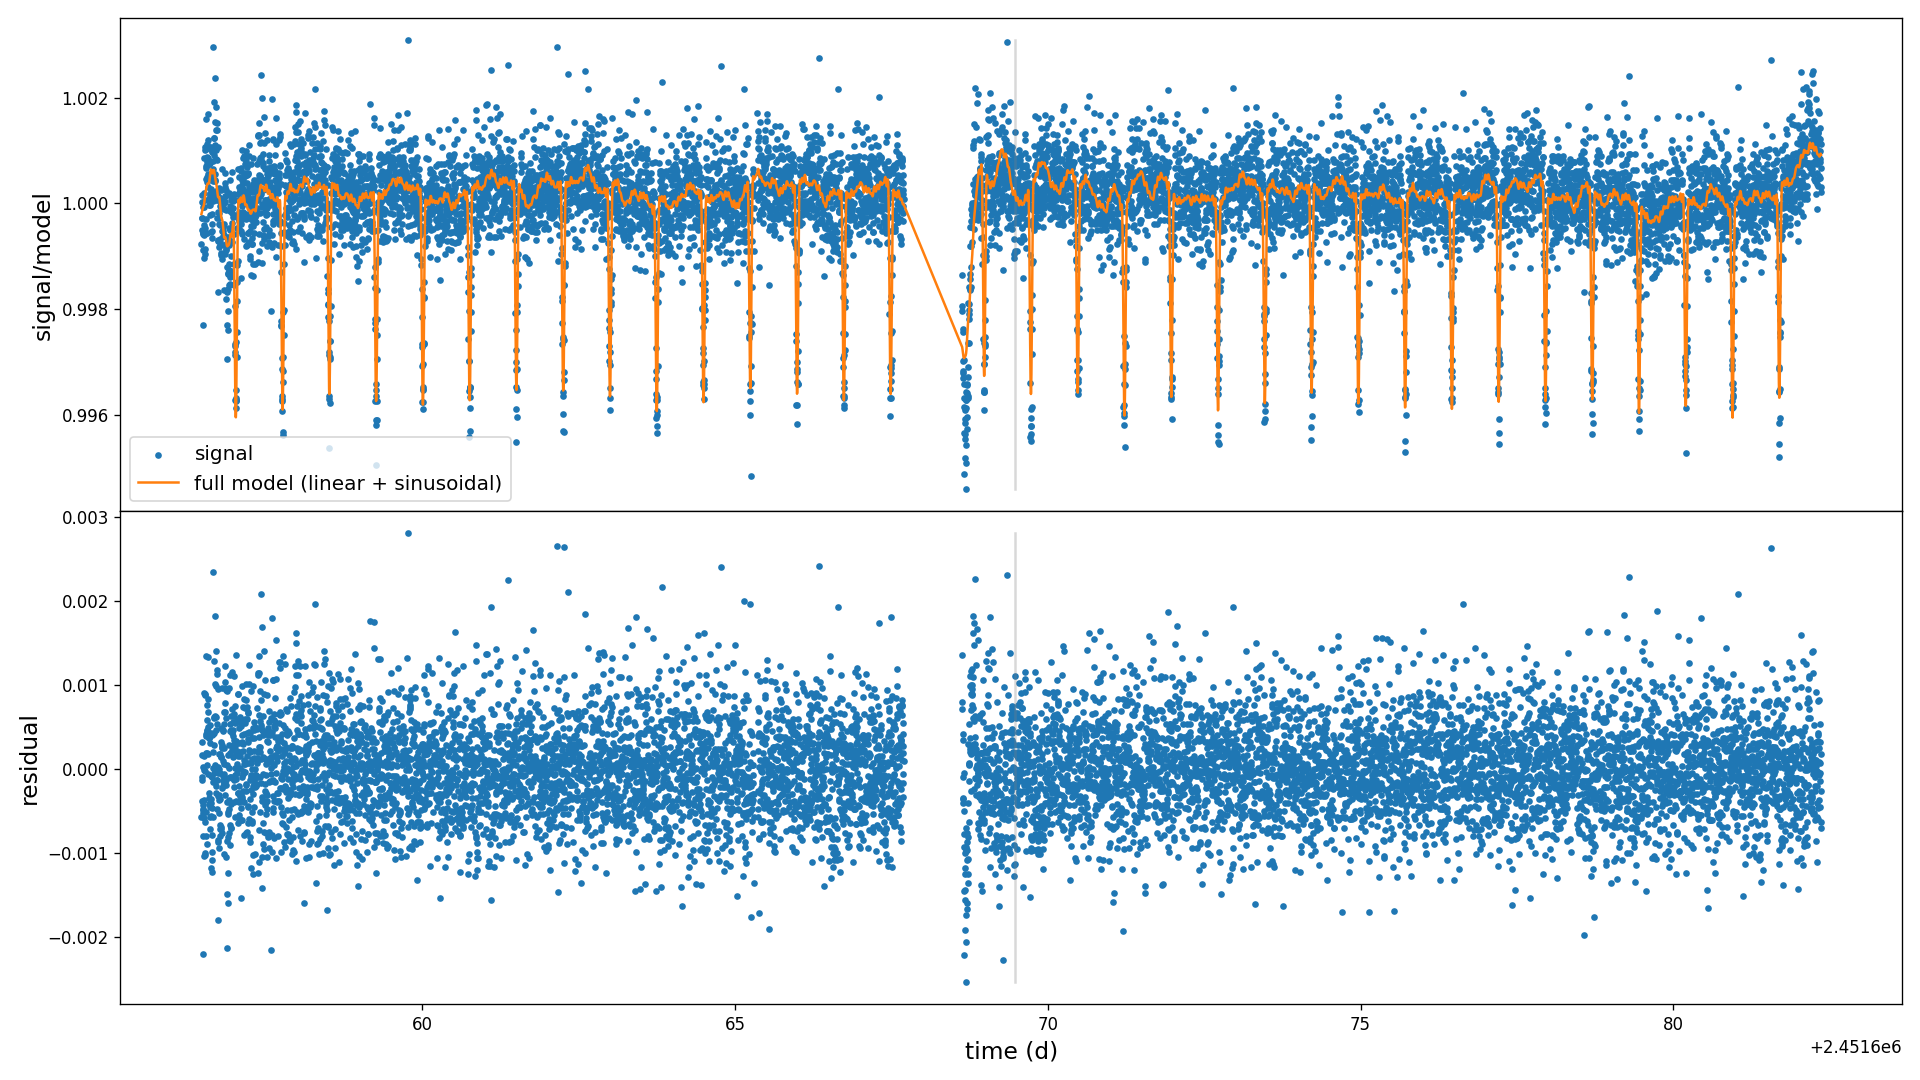 signal/model
1.002
1.000
0.998
0.996
signal
full model (linear + sinusoidal)
residual
0.003
0.002
0.001
0.000
−0.001
−0.002
60 65 70 75 80
time (d)
+2.4516e6